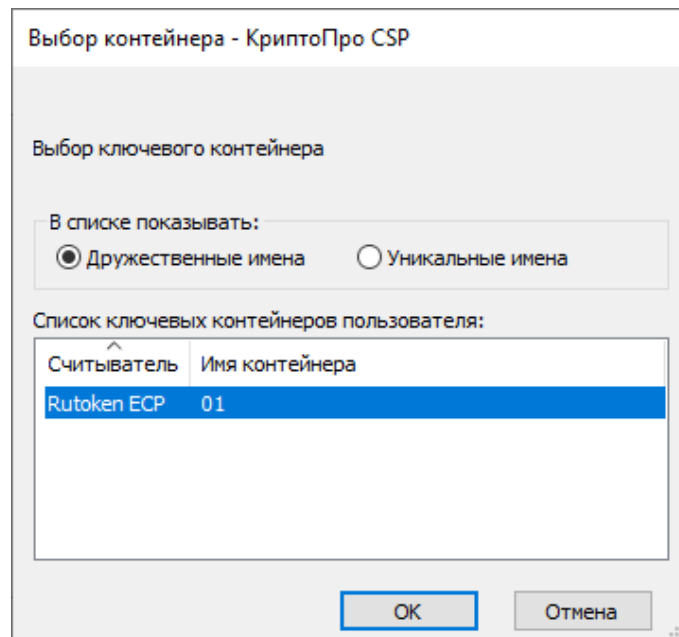 Выбор контейнера - КриптоПро CSP
Выбор ключевого контейнера
В списке показывать:
Дружественные имена Уникальные имена
Список ключевых контейнеров пользователя:
Считыватель Имя контейнера
Rutoken ECP 01
ОК Отмена